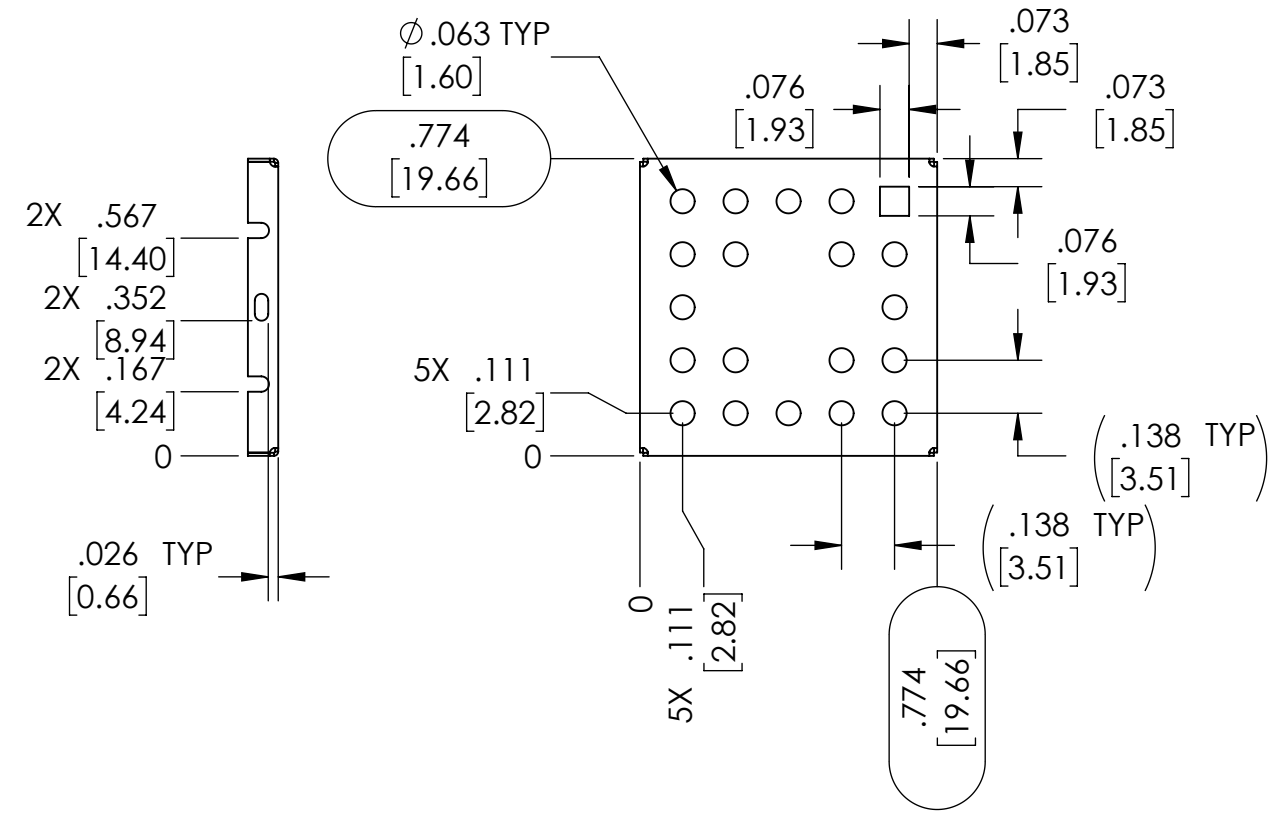 ∅ .063 TYP
[1.60]
.073
[1.85]
.076
[1.93]
.073
[1.85]
.774
[19.66]
2X .567
[14.40]
2X .352
[8.94]
2X .167
[4.24]
0
.026 TYP
[0.66]
.076
[1.93]
5X .111
[2.82]
0
(.138 TYP
[3.51])
(.138 TYP
[3.51])
0
5X .111
[2.82]
.774
[19.66]